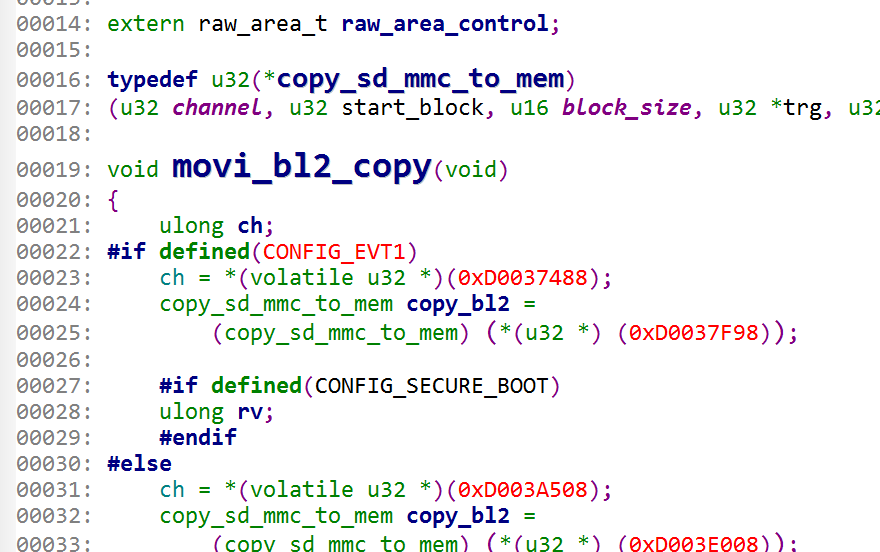 00014: extern raw_area_t raw_area_control;
00015:
00016: typedef u32(*copy_sd_mmc_to_mem)
00017: (u32 channel, u32 start_block, u16 block_size, u32 *trg, u32
00018:
00019: void movi_bl2_copy(void)
00020: {
00021:     ulong ch;
00022: #if defined(CONFIG_EVT1)
00023:     ch = *(volatile u32 *)(0xD0037488);
00024:     copy_sd_mmc_to_mem copy_bl2 =
00025:         (copy_sd_mmc_to_mem) (*(u32 *) (0xD0037F98));
00026:
00027:     #if defined(CONFIG_SECURE_BOOT)
00028:     ulong rv;
00029:     #endif
00030: #else
00031:     ch = *(volatile u32 *)(0xD003A508);
00032:     copy_sd_mmc_to_mem copy_bl2 =
00033:         (copy_sd_mmc_to_mem) (*(u32 *) (0xD003E008));